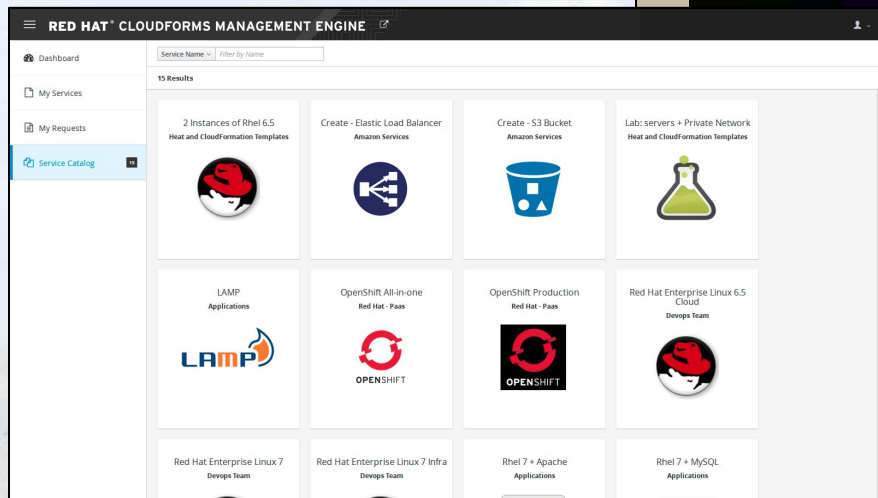 RED HAT® CLOUDFORMS MANAGEMENT ENGINE
Dashboard
My Services
My Requests
Service Catalog 15
Service Name Filter by Name
15 Results
2 Instances of Rhel 6.5
Heat and CloudFormation Templates
Create - Elastic Load Balancer
Amazon Services
Create - S3 Bucket
Amazon Services
Lab: servers + Private Network
Heat and CloudFormation Templates
LAMP
Applications
LAMP
OpenShift All-in-one
Red Hat - Paas
OPENSHIFT
OpenShift Production
Red Hat - Paas
OPENSHIFT
Red Hat Enterprise Linux 6.5
Cloud
Devops Team
Red Hat Enterprise Linux 7
Devops Team
Red Hat Enterprise Linux 7 Infra
Devops Team
Rhel 7 + Apache
Applications
Rhel 7 + MySQL
Applications